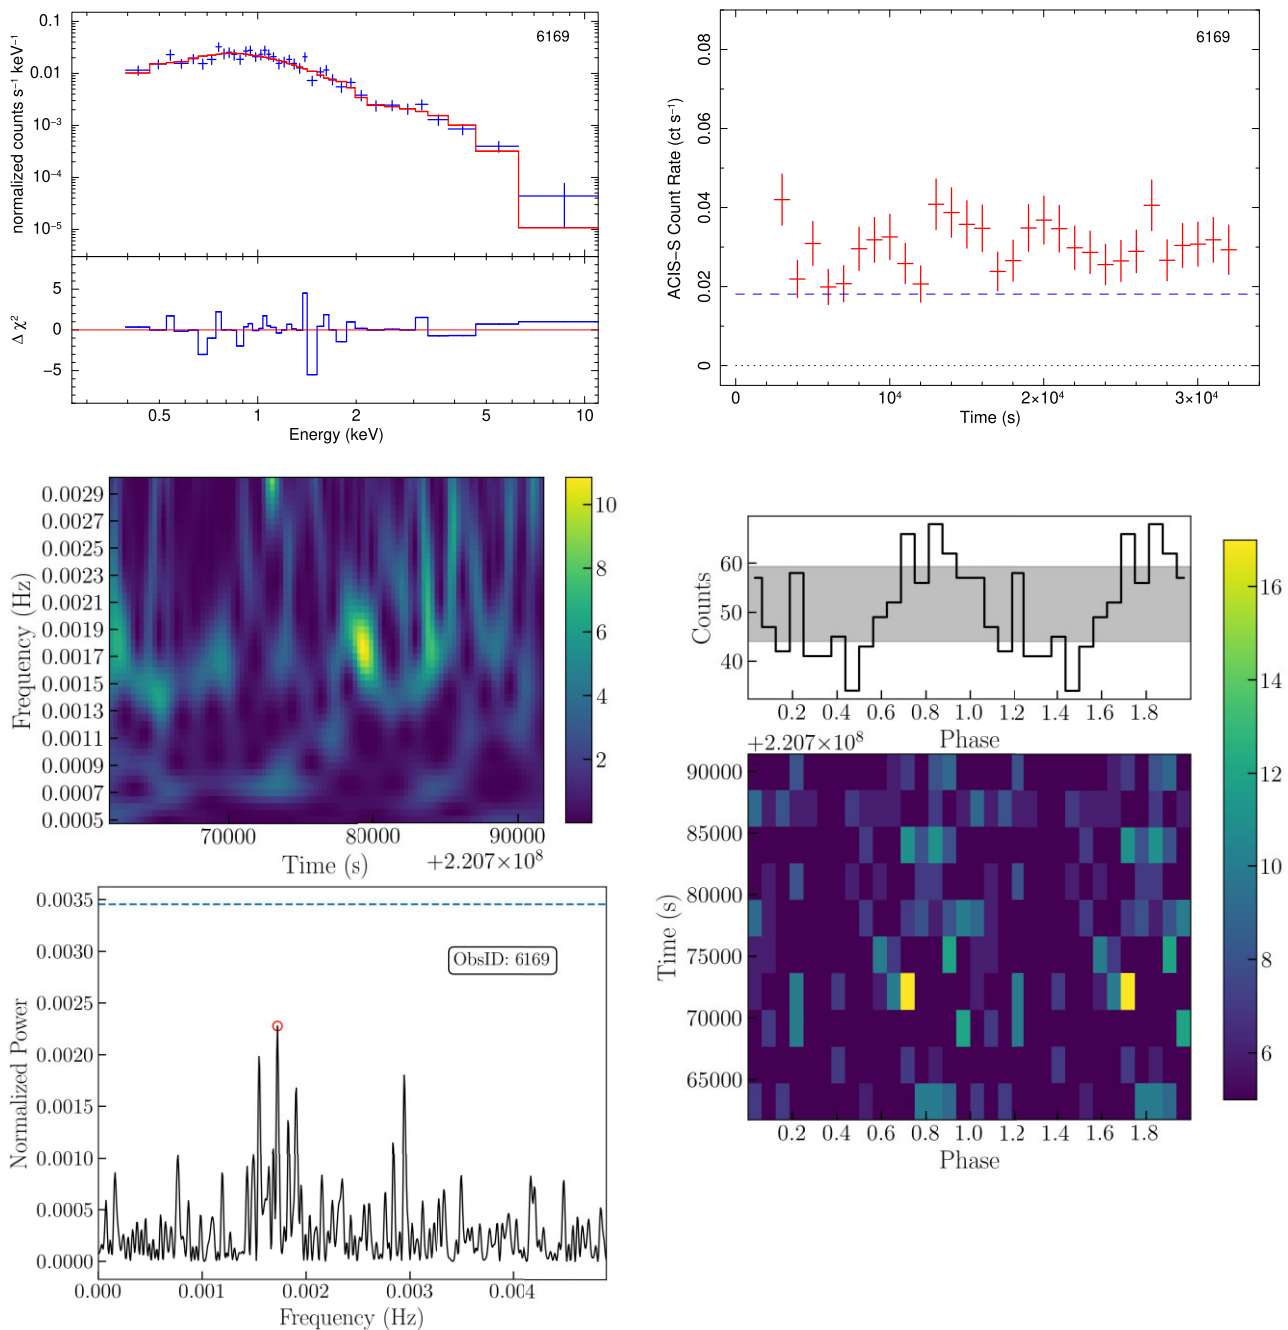 0.1
0.01
10⁻³
10⁻⁴
10⁻⁵
normalized counts s⁻¹ keV⁻¹
6169
5
0
−5
Δ χ²
0.5 1 2 5 10
Energy (keV)
6169
0.08
0.06
0.04
0.02
0
ACIS−S Count Rate (ct s⁻¹)
0 10⁴ 2×10⁴ 3×10⁴
Time (s)
0.0029
0.0027
0.0025
0.0023
0.0021
0.0019
0.0017
0.0015
0.0013
0.0011
0.0009
0.0007
0.0005
Frequency (Hz)
70000 80000 90000
Time (s)
+2.207×10⁸
10
8
6
4
2
60
50
40
Counts
0.2 0.4 0.6 0.8 1.0 1.2 1.4 1.6 1.8
Phase
+2.207×10⁸
90000
85000
80000
75000
70000
65000
Time (s)
0.2 0.4 0.6 0.8 1.0 1.2 1.4 1.6 1.8
Phase
16
14
12
10
8
6
0.0035
0.0030
0.0025
0.0020
0.0015
0.0010
0.0005
0.0000
Normalized Power
ObsID: 6169
0.000 0.001 0.002 0.003 0.004
Frequency (Hz)